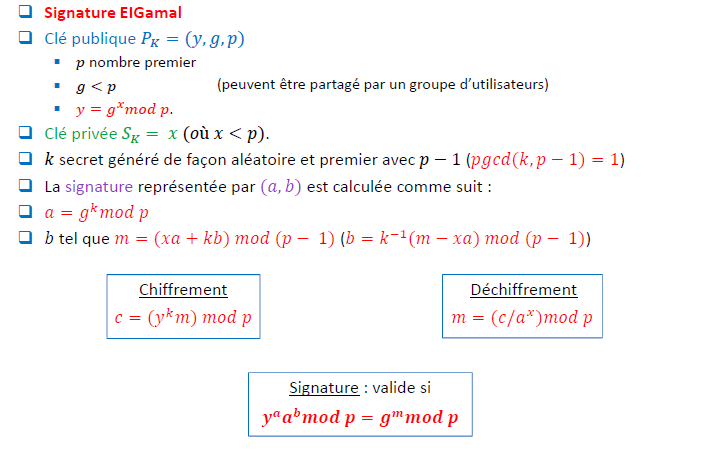 ❑ Signature ElGamal
❑ Clé publique P_K = (y, g, p)
▪ p nombre premier
▪ g < p (peuvent être partagé par un groupe d'utilisateurs)
▪ y = g^x mod p.
❑ Clé privée S_K = x (où x < p).
❑ k secret généré de façon aléatoire et premier avec p − 1 (pgcd(k, p − 1) = 1)
❑ La signature représentée par (a, b) est calculée comme suit :
❑ a = g^k mod p
❑ b tel que m = (xa + kb) mod (p − 1) (b = k^−1(m − xa) mod (p − 1))
Chiffrement
c = (y^k m) mod p
Déchiffrement
m = (c/a^x)mod p
Signature : valide si
y^a a^b mod p = g^m mod p